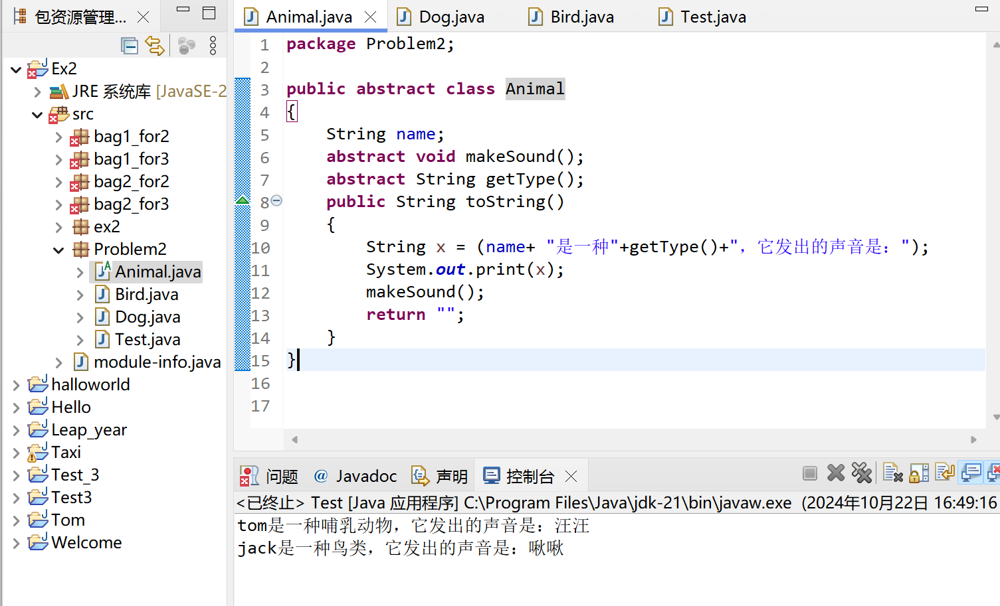 包资源管理...
Ex2
JRE 系统库 [JavaSE-2
src
bag1_for2
bag1_for3
bag2_for2
bag2_for3
ex2
Problem2
Animal.java
Bird.java
Dog.java
Test.java
module-info.java
halloworld
Hello
Leap_year
Taxi
Test_3
Test3
Tom
Welcome
Animal.java Dog.java Bird.java Test.java
1 package Problem2;
2
3 public abstract class Animal
4 {
5 String name;
6 abstract void makeSound();
7 abstract String getType();
8 public String toString()
9 {
10 String x = (name+ "是一种"+getType()+"，它发出的声音是：");
11 System.out.print(x);
12 makeSound();
13 return "";
14 }
15 }
16
17
问题 @ Javadoc 声明 控制台
<已终止> Test [Java 应用程序] C:\Program Files\Java\jdk-21\bin\javaw.exe (2024年10月22日 16:49:16
tom是一种哺乳动物，它发出的声音是：汪汪
jack是一种鸟类，它发出的声音是：啾啾